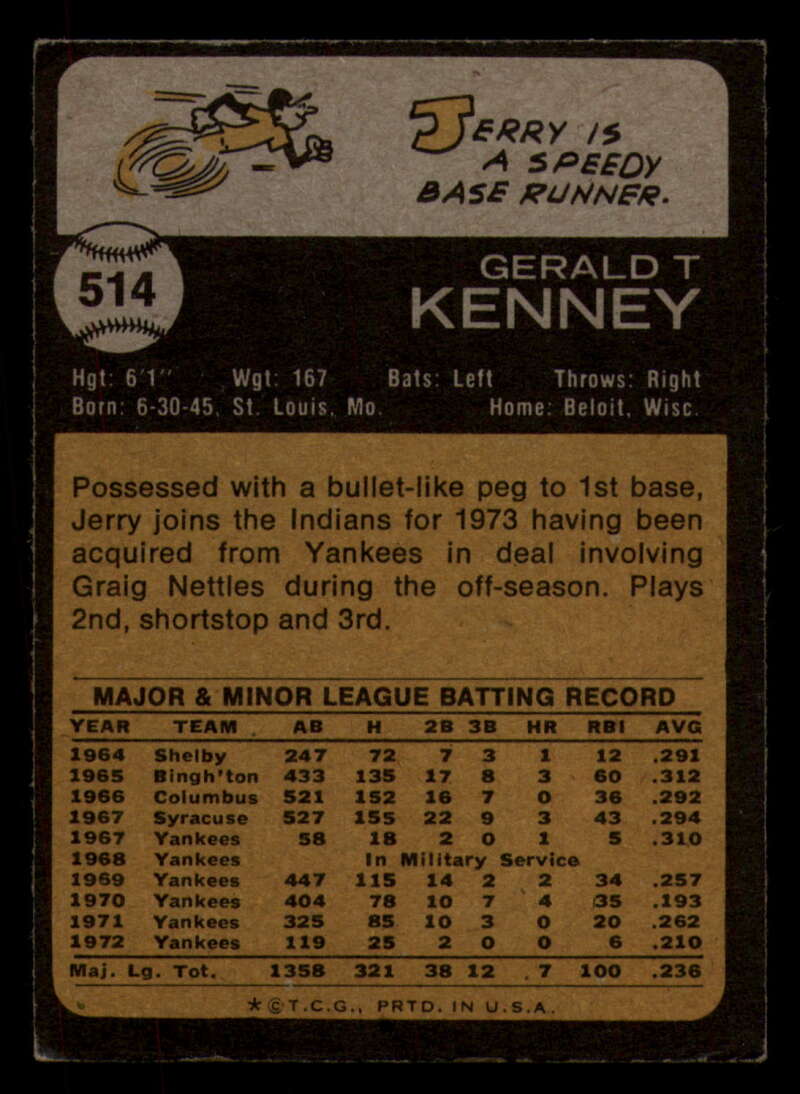 JERRY IS
A SPEEDY
BASE RUNNER.
514
GERALD T
KENNEY
Hgt: 6'1" Wgt: 167 Bats: Left Throws: Right
Born: 6-30-45, St. Louis, Mo. Home: Beloit, Wisc.
Possessed with a bullet-like peg to 1st base,
Jerry joins the Indians for 1973 having been
acquired from Yankees in deal involving
Graig Nettles during the off-season. Plays
2nd, shortstop and 3rd.
MAJOR & MINOR LEAGUE BATTING RECORD
YEAR TEAM AB H 2B 3B HR RBI AVG
1964 Shelby 247 72 7 3 1 12 .291
1965 Bingh'ton 433 135 17 8 3 60 .312
1966 Columbus 521 152 16 7 0 36 .292
1967 Syracuse 527 155 22 9 3 43 .294
1967 Yankees 58 18 2 0 1 5 .310
1968 Yankees In Military Service
1969 Yankees 447 115 14 2 2 34 .257
1970 Yankees 404 78 10 7 4 35 .193
1971 Yankees 325 85 10 3 0 20 .262
1972 Yankees 119 25 2 0 0 6 .210
Maj. Lg. Tot. 1358 321 38 12 7 100 .236
*©T.C.G., PRTD. IN U.S.A.